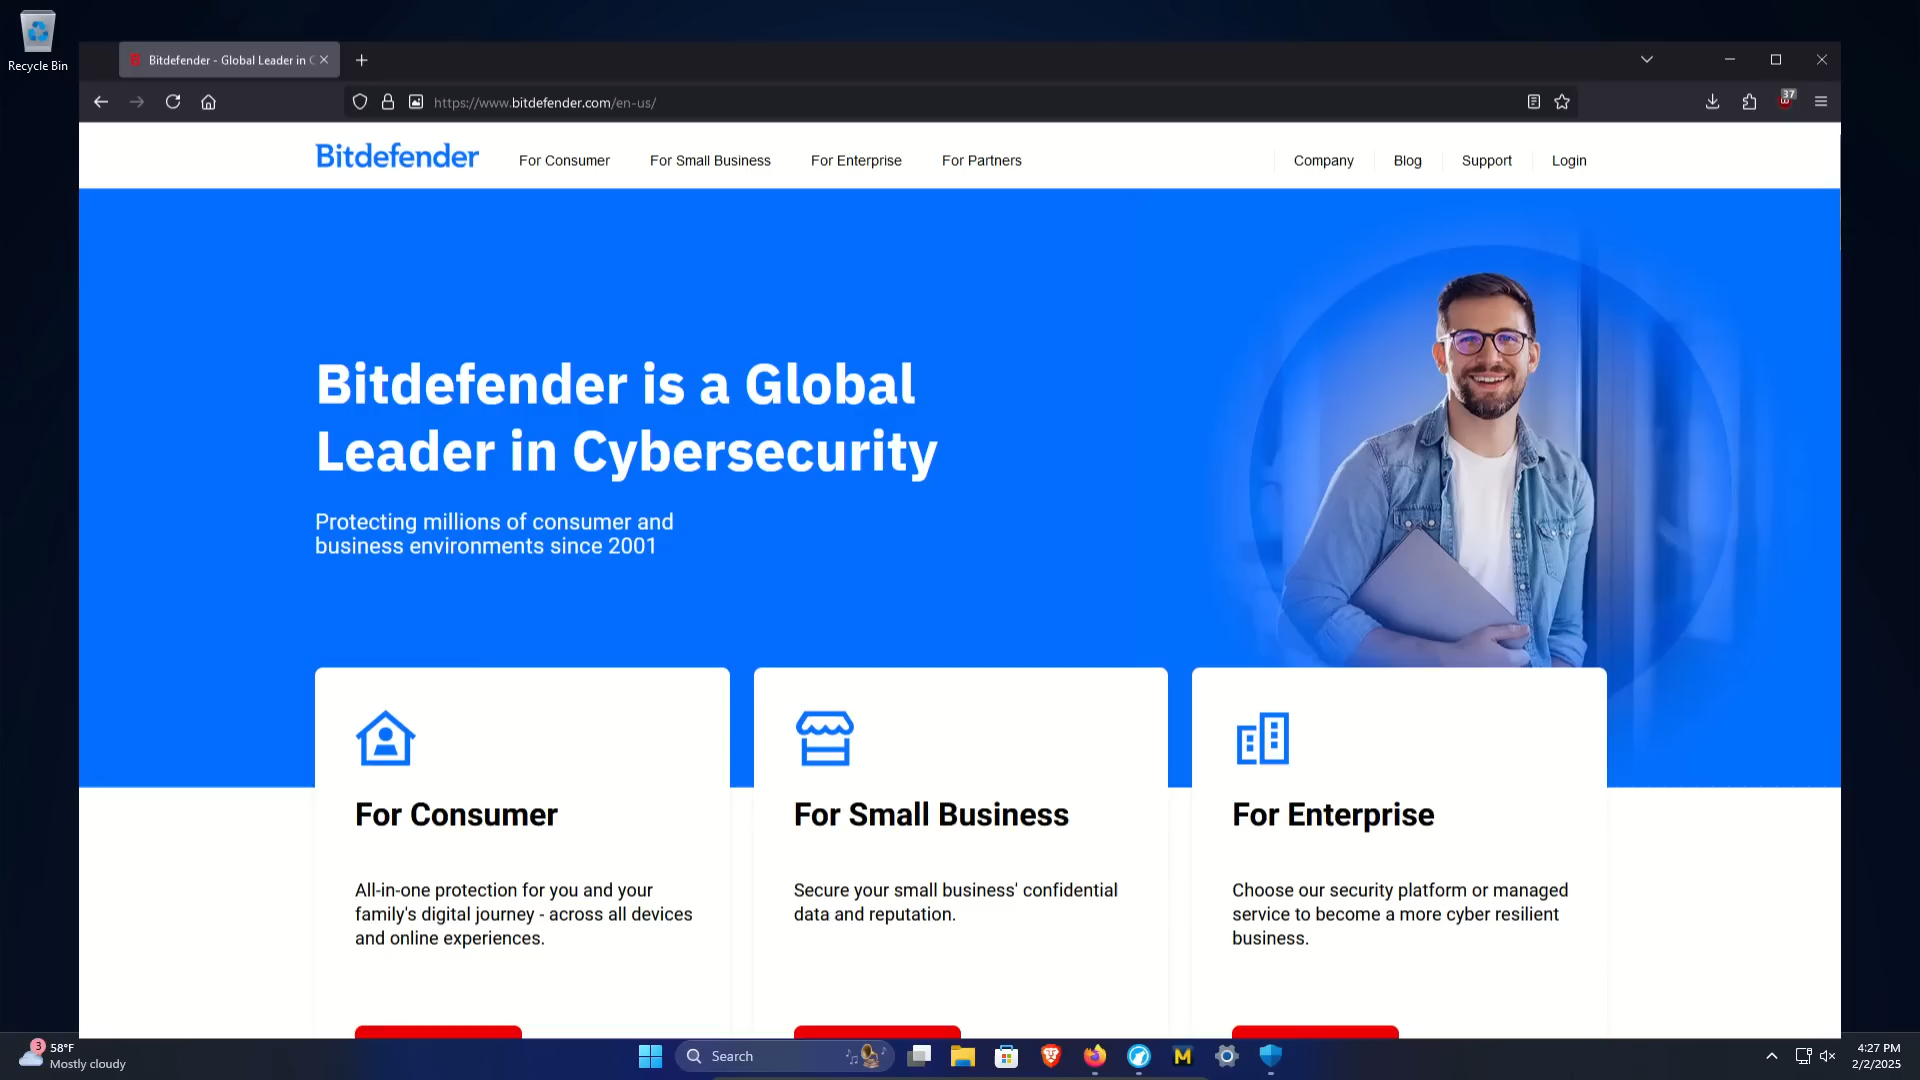 Recycle Bin
Bitdefender - Global Leader in
https://www.bitdefender.com/en-us/
37
Bitdefender
For Consumer
For Small Business
For Enterprise
For Partners
Company
Blog
Support
Login
Bitdefender is a Global
Leader in Cybersecurity
Protecting millions of consumer and
business environments since 2001
For Consumer
All-in-one protection for you and your
family's digital journey - across all devices
and online experiences.
For Small Business
Secure your small business' confidential
data and reputation.
For Enterprise
Choose our security platform or managed
service to become a more cyber resilient
business.
3
58°F
Mostly cloudy
Search
M
4:27 PM
2/2/2025